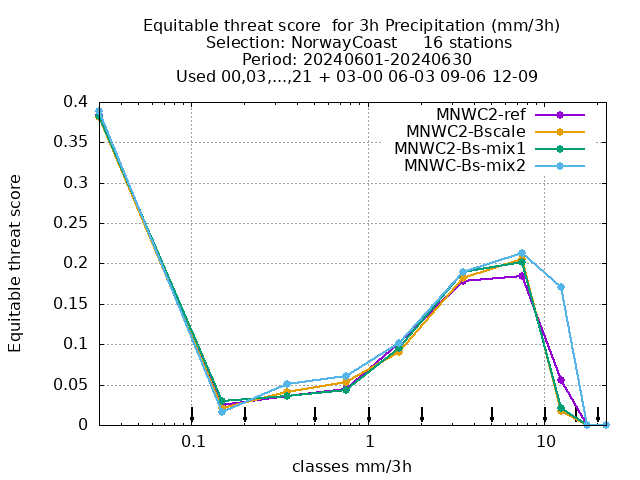 Equitable threat score  for 3h Precipitation (mm/3h)
Selection: NorwayCoast     16 stations
Period: 20240601-20240630
Used 00,03,...,21 + 03-00 06-03 09-06 12-09
MNWC2-ref
MNWC2-Bscale
MNWC2-Bs-mix1
MNWC-Bs-mix2
Equitable threat score
0.4
0.35
0.3
0.25
0.2
0.15
0.1
0.05
0
0.1
1
10
classes mm/3h